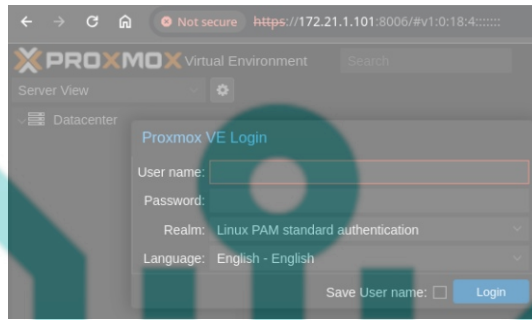 Not secure https://172.21.1.101:8006/#v1:0:18:4:::::::
PROXMOX Virtual Environment Search
Server View
Datacenter
Proxmox VE Login
User name:
Password:
Realm: Linux PAM standard authentication
Language: English - English
Save User name: Login